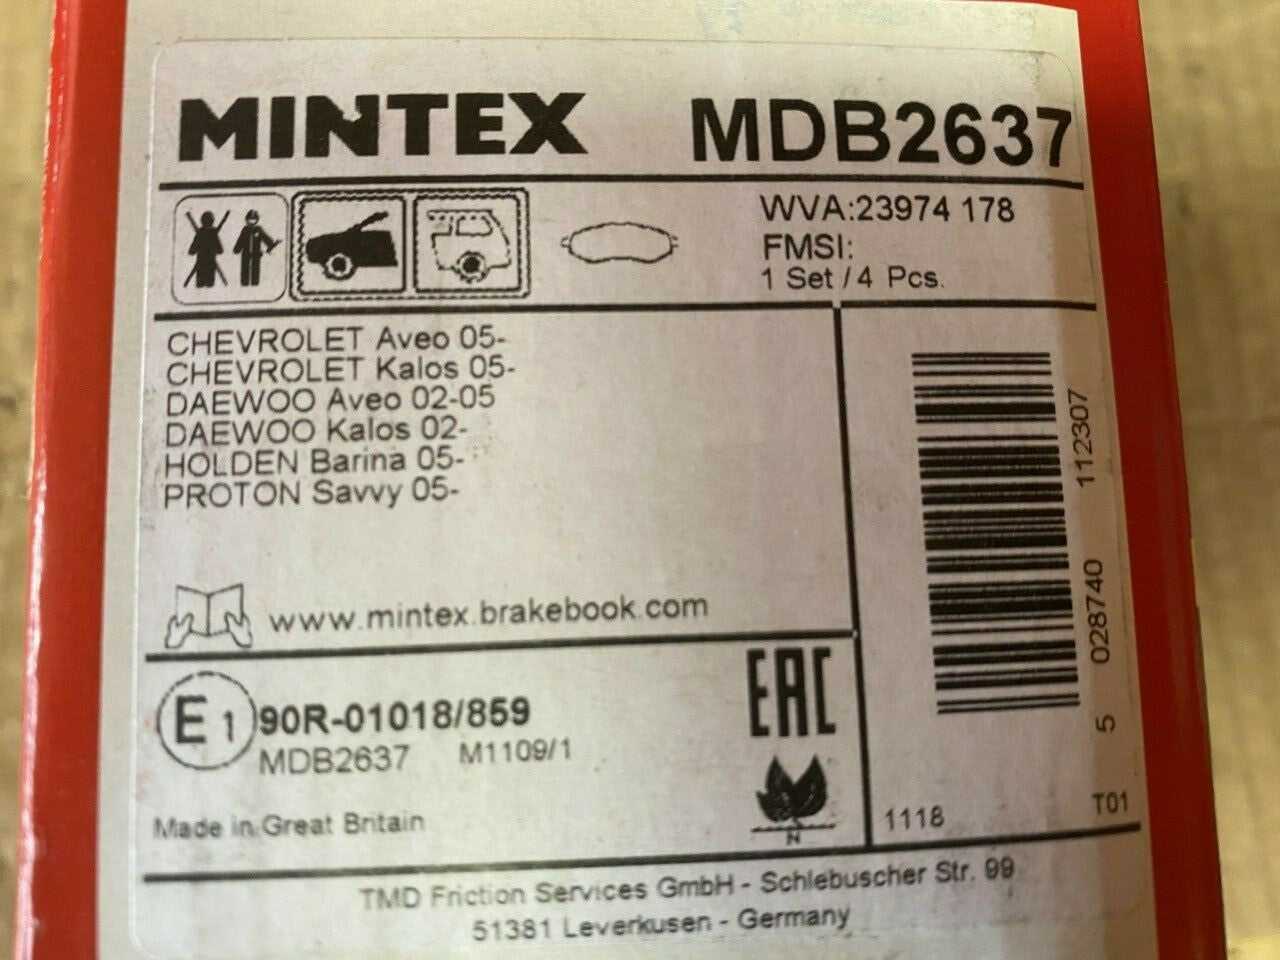 MINTEX MDB2637
WVA:23974 178
FMSI:
1 Set / 4 Pcs.
CHEVROLET Aveo 05-
CHEVROLET Kalos 05-
DAEWOO Aveo 02-05
DAEWOO Kalos 02-
HOLDEN Barina 05-
PROTON Savvy 05-
www.mintex.brakebook.com
5 028740 112307
E1 90R-01018/859
MDB2637 M1109/1
EAC
N
Made in Great Britain
1118 T01
TMD Friction Services GmbH - Schlebuscher Str. 99
51381 Leverkusen - Germany